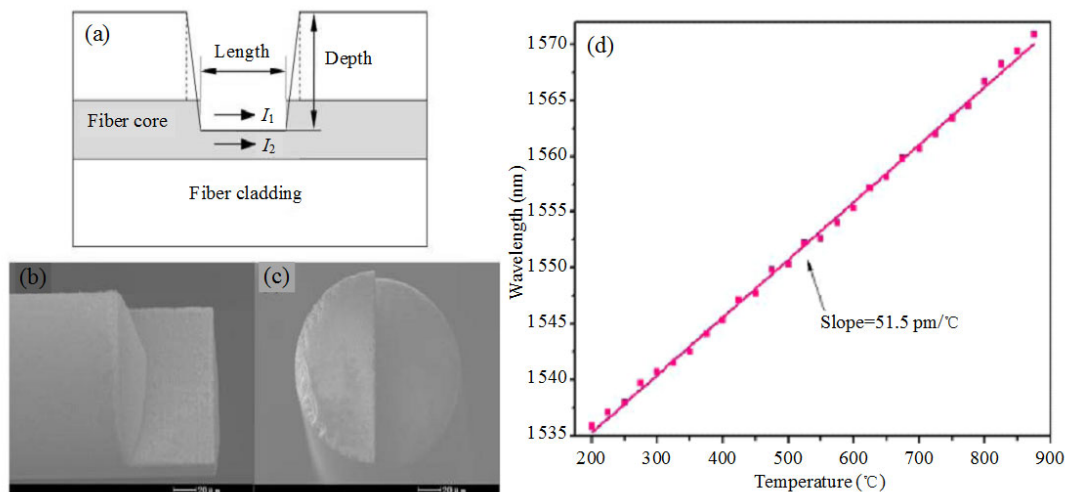 (a)
Length
Depth
I₁
Fiber core
I₂
Fiber cladding
(b)
(c)
(d)
1570
1565
1560
1555
1550
1545
1540
1535
Wavelength (nm)
Slope=51.5 pm/℃
200 300 400 500 600 700 800 900
Temperature (℃)